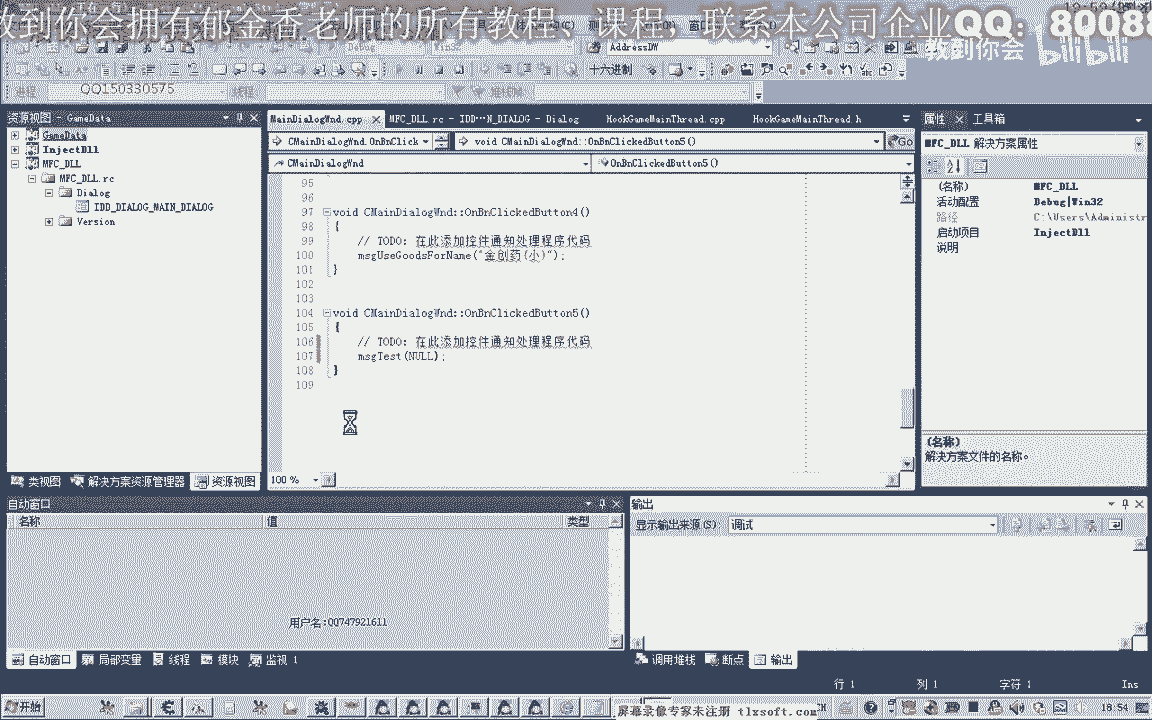 教到你会拥有郁金香老师的所有教程、课程，联系本公司企业QQ：80088
教到你会
bilibili
AddressDW
十六进制
QQ150330575
资源视图 - GameData
GameData
InjectDll
MFC_DLL
MFC_DLL.rc
Dialog
IDD_DIALOG_MAIN_DIALOG
Version
类视图
解决方案资源管理器
资源视图
MainDialogWnd.cpp
MFC_DLL.rc - IDD...N_DIALOG - Dialog
HookGameMainThread.cpp
HookGameMainThread.h
CMainDialogWnd.OnBnClick
void CMainDialogWnd::OnBnClickedButton5()
Go
CMainDialogWnd
OnBnClickedButton5()
95
96
97 void CMainDialogWnd::OnBnClickedButton4()
98 {
99 // TODO: 在此添加控件通知处理程序代码
100 msgUseGoodsForName("金创药(小)");
101 }
102
103
104 void CMainDialogWnd::OnBnClickedButton5()
105 {
106 // TODO: 在此添加控件通知处理程序代码
107 msgTest(NULL);
108 }
109
100 %
属性
工具箱
MFC_DLL 解决方案属性
(名称) MFC_DLL
活动配置 Debug|Win32
路径 C:\Users\Administr
启动项目 InjectDll
说明
(名称)
解决方案文件的名称。
自动窗口
名称 值 类型
用户名:00747921611
自动窗口 局部变量 线程 模块 监视 1
输出
显示输出来源(S): 调试
调用堆栈 断点 输出
行 1 列 1 字符 1 Ins
开始
屏幕录像专家未注册 tlxsoft.com
18:54